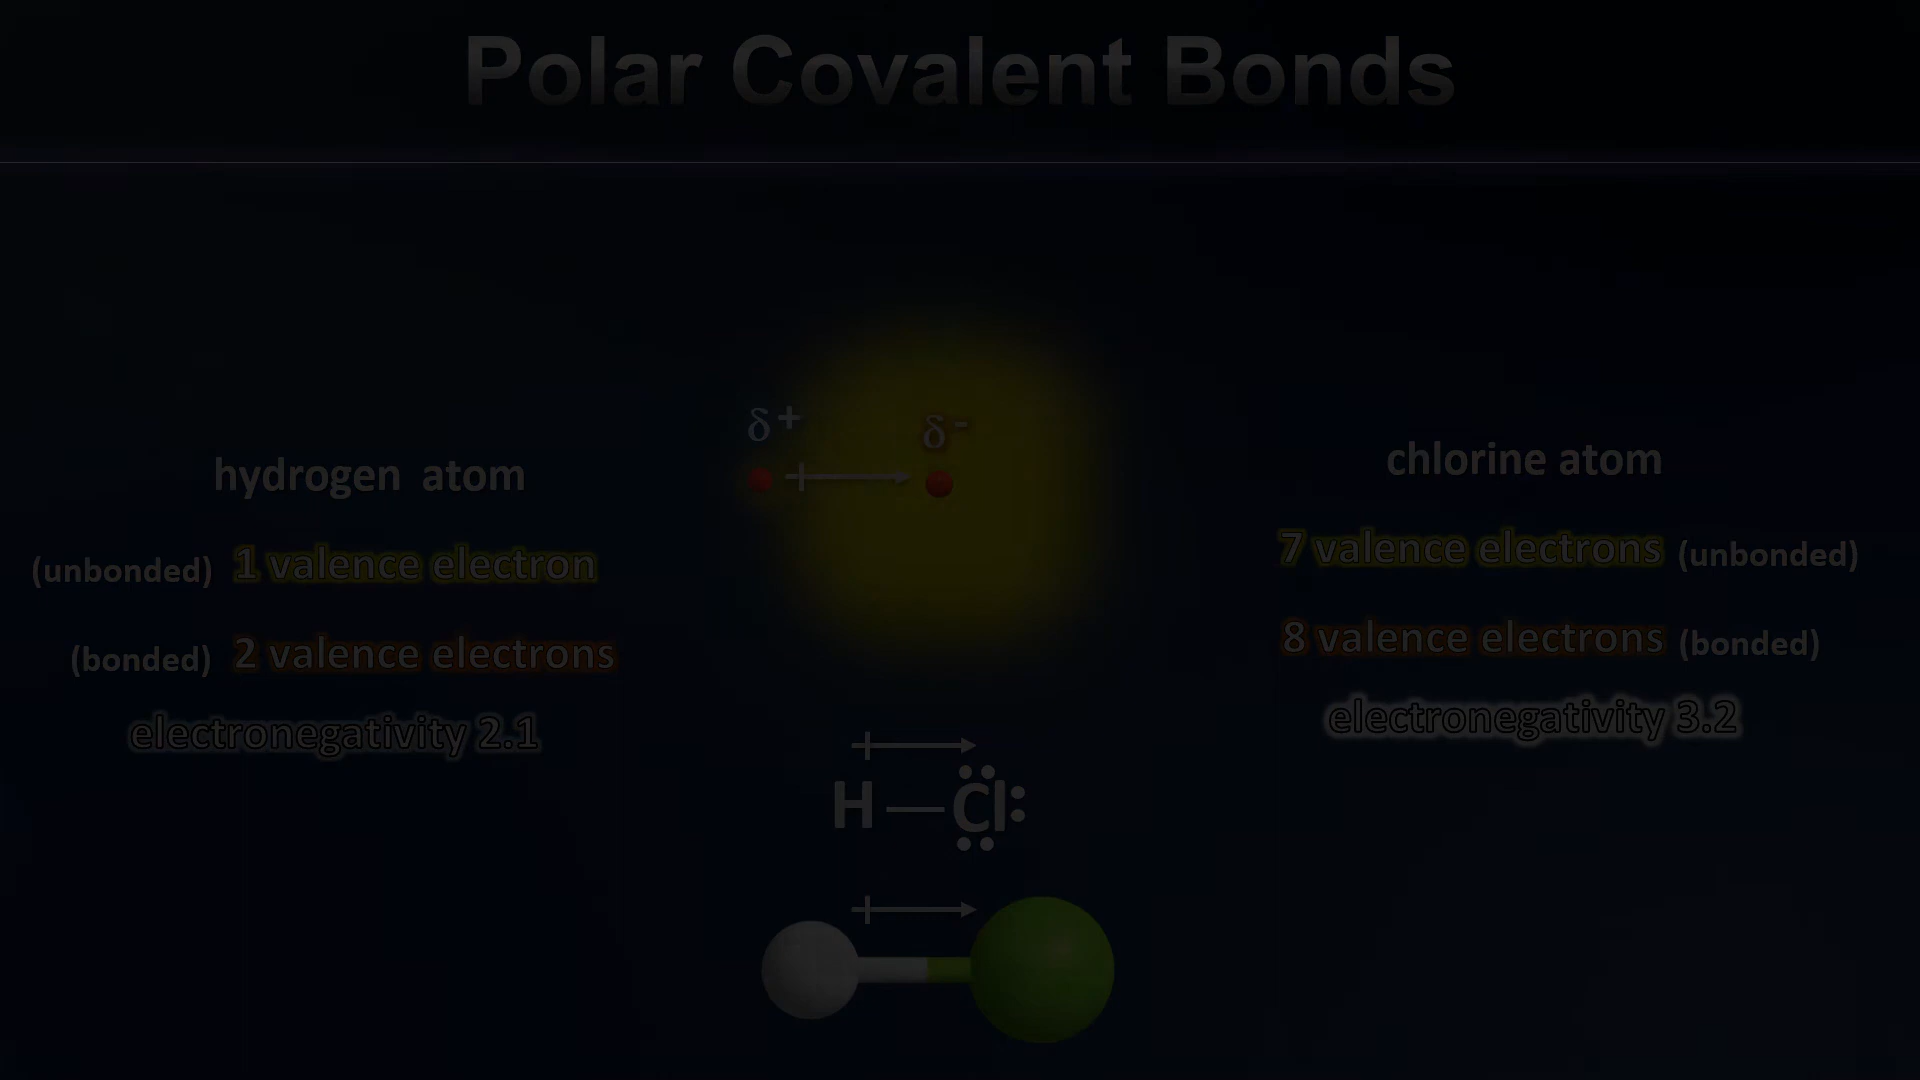 Polar Covalent Bonds
δ+
δ-
hydrogen atom
(unbonded) 1 valence electron
(bonded) 2 valence electrons
electronegativity 2.1
chlorine atom
7 valence electrons (unbonded)
8 valence electrons (bonded)
electronegativity 3.2
H — Cl